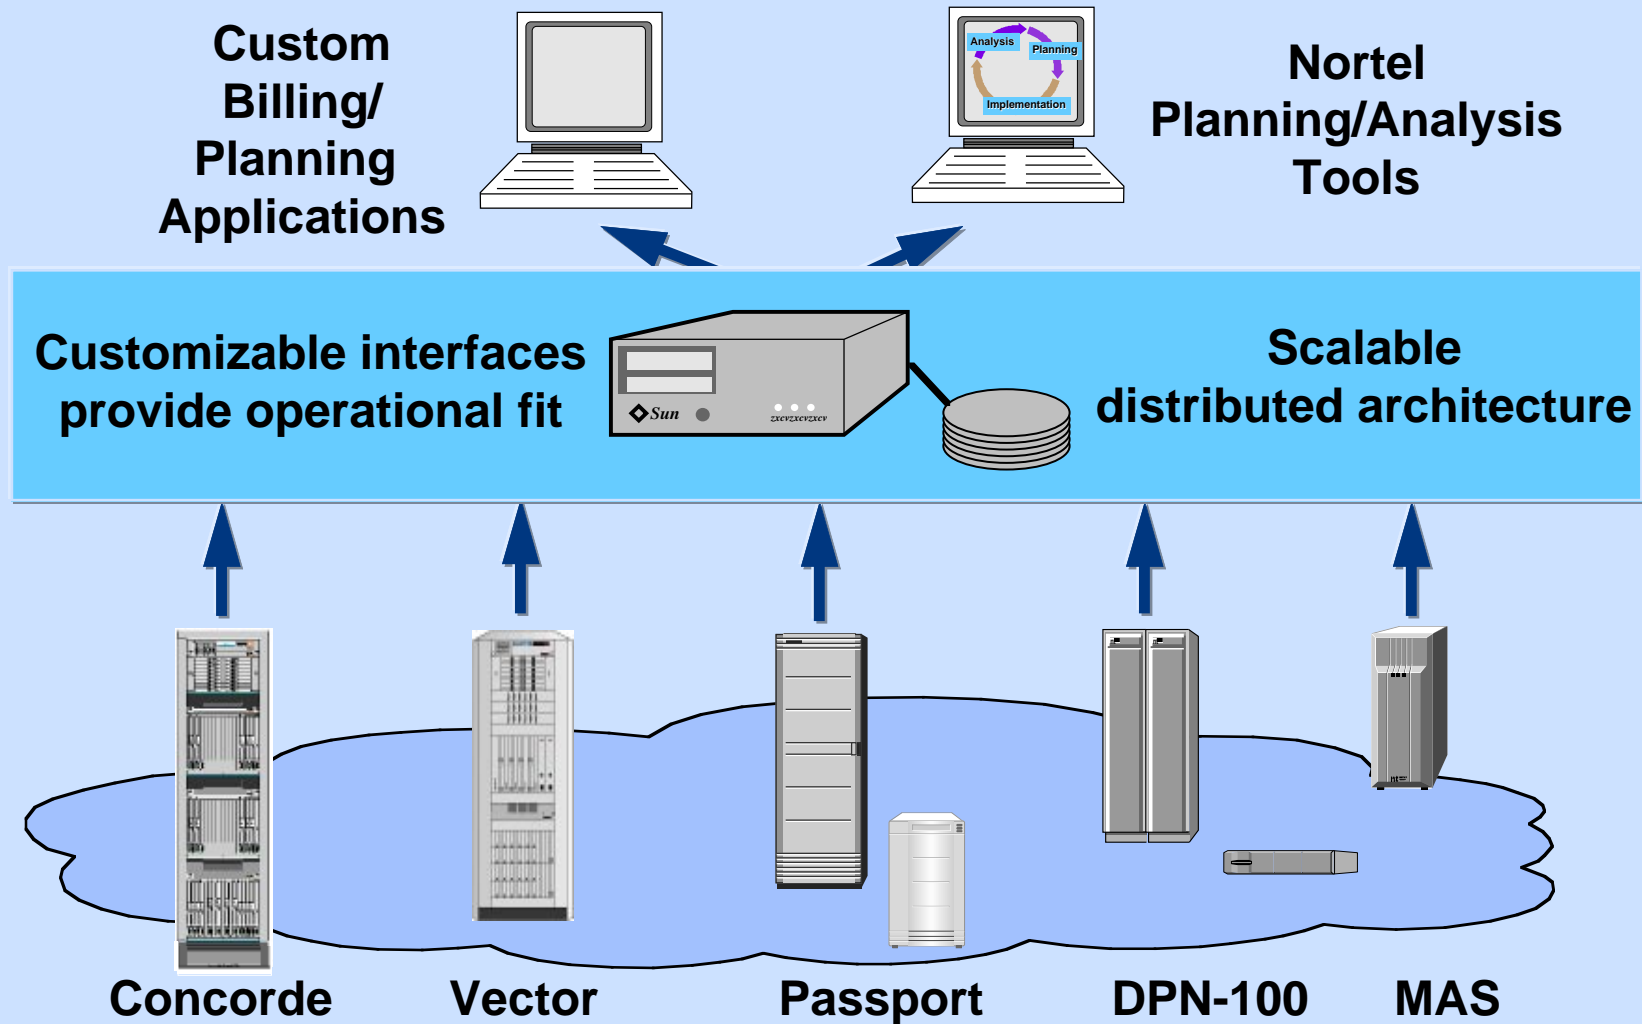 Custom
Billing/
Planning
Applications
Analysis
Planning
Implementation
Nortel
Planning/Analysis
Tools
Customizable interfaces
provide operational fit
Sun
zxcvzxcvzxcv
Scalable
distributed architecture
Concorde
Vector
Passport
DPN-100
MAS